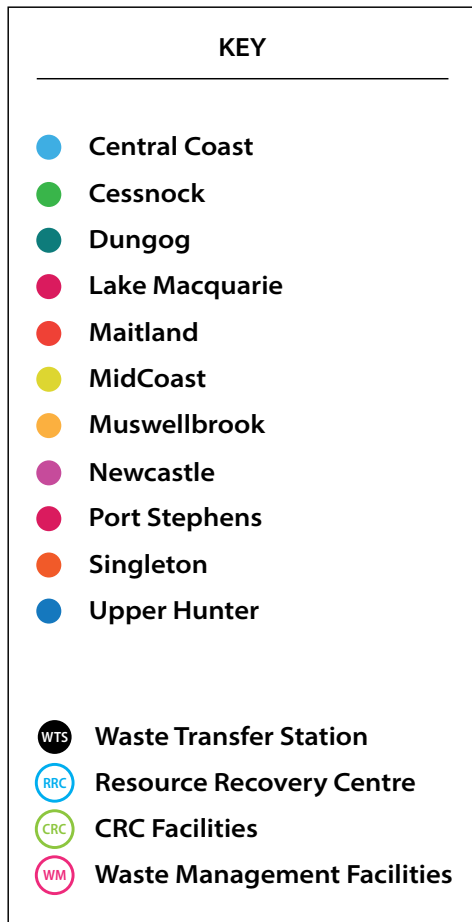 KEY
Central Coast
Cessnock
Dungog
Lake Macquarie
Maitland
MidCoast
Muswellbrook
Newcastle
Port Stephens
Singleton
Upper Hunter
WTS Waste Transfer Station
RRC Resource Recovery Centre
CRC CRC Facilities
WM Waste Management Facilities